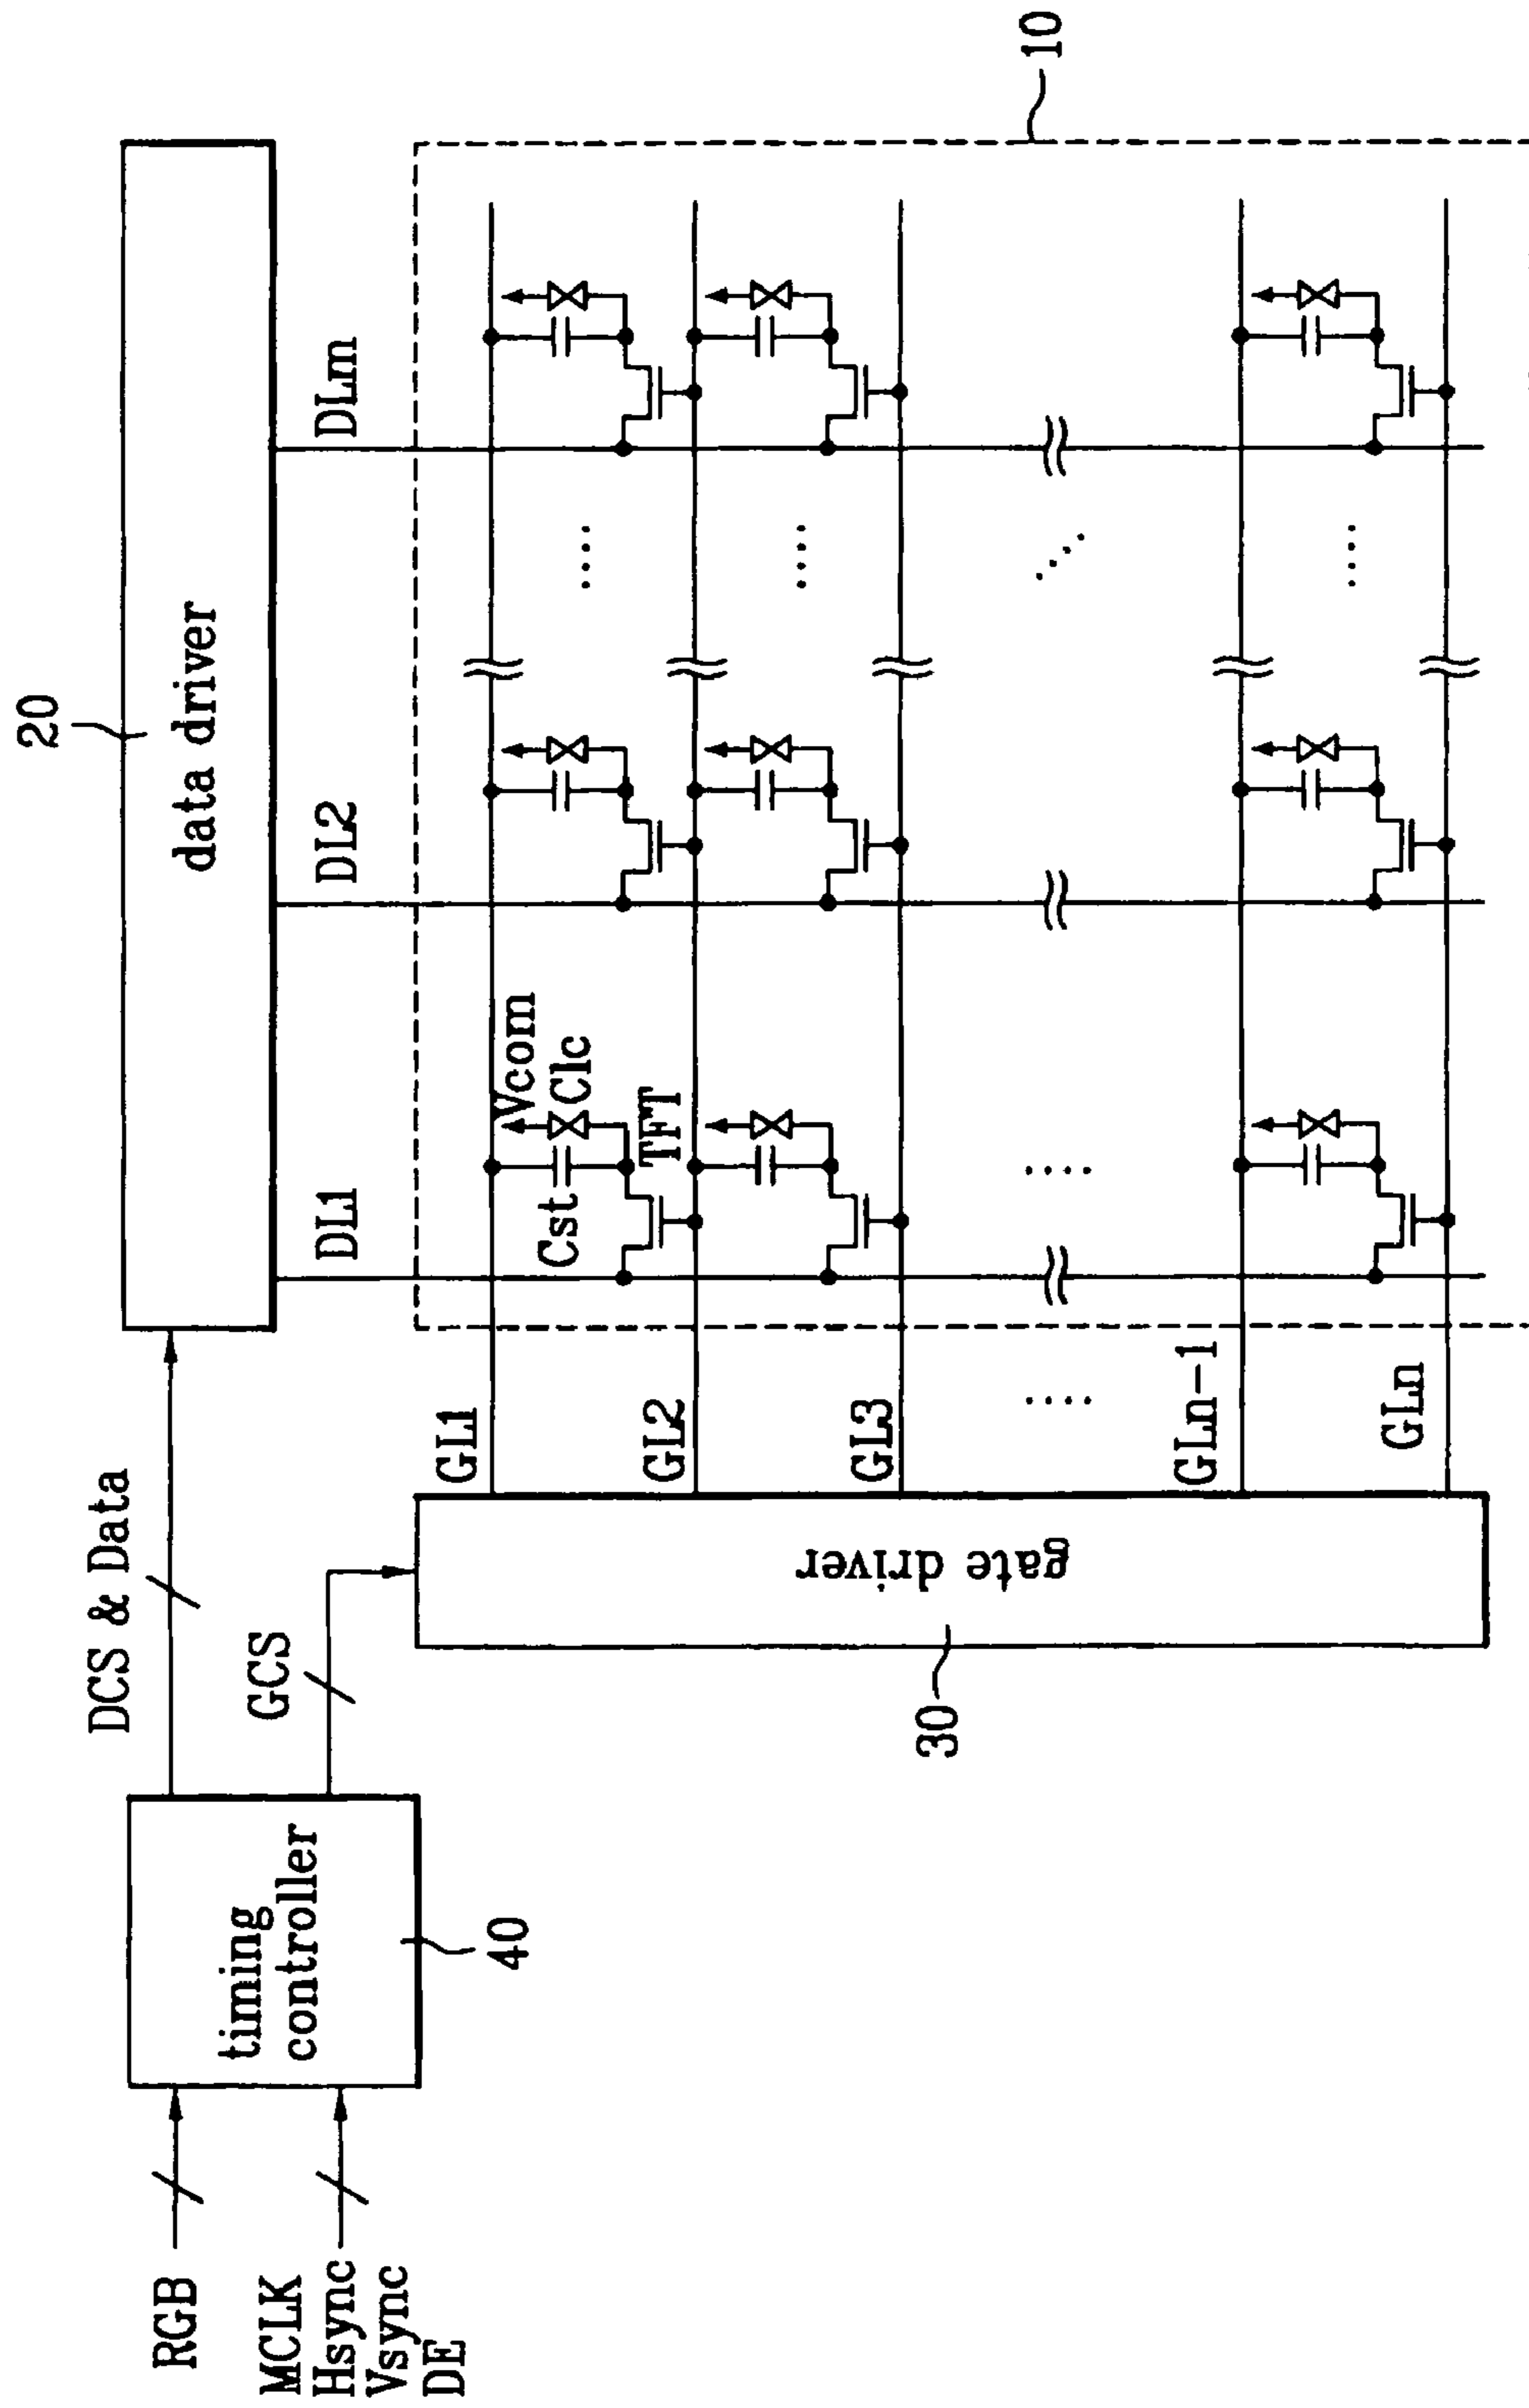 20
data driver
DCS & Data
RGB
timing
controller
GCS
MCLK
Hsync
Vsync
DE
40
DL1
DL2
DLm
10
GL1
Vcom
Clc
Cst
TFT
GL2
GL3
gate driver
30
GLn-1
GLn